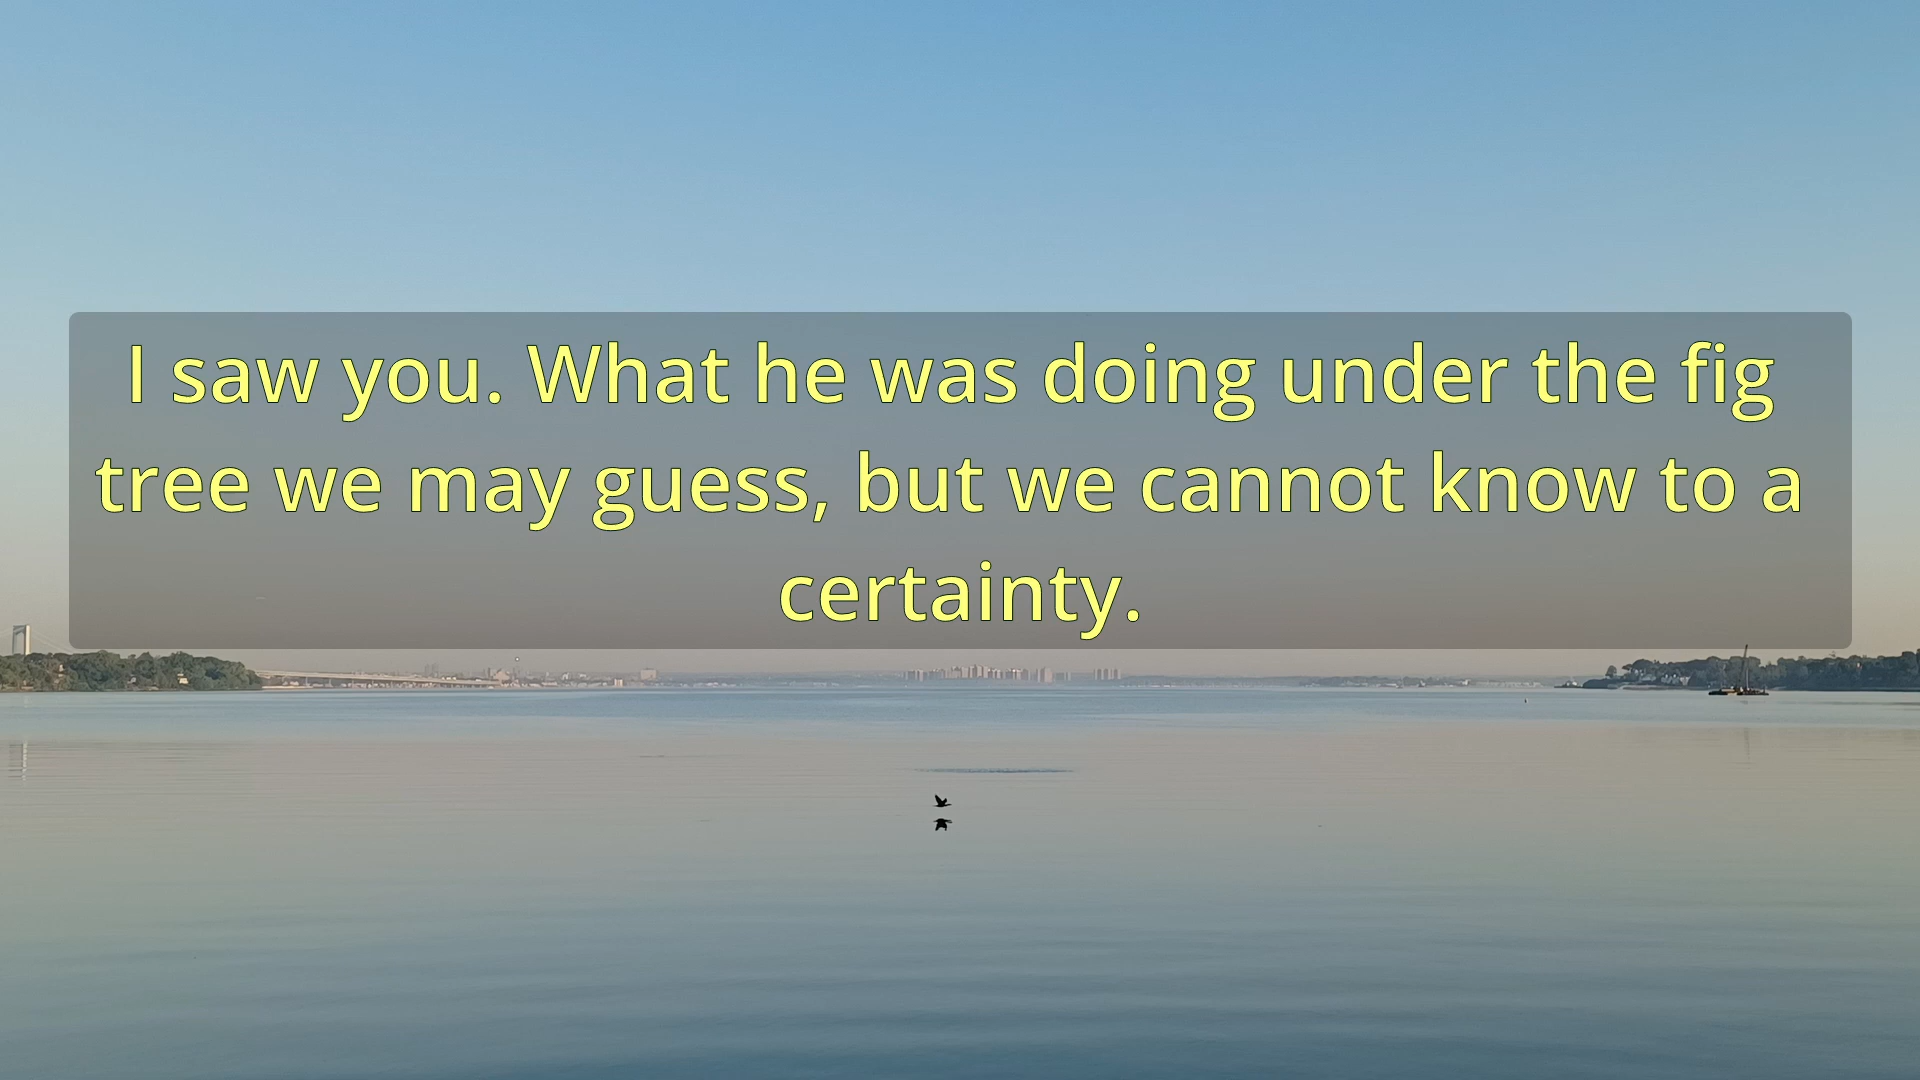 I saw you. What he was doing under the fig
tree we may guess, but we cannot know to a
certainty.